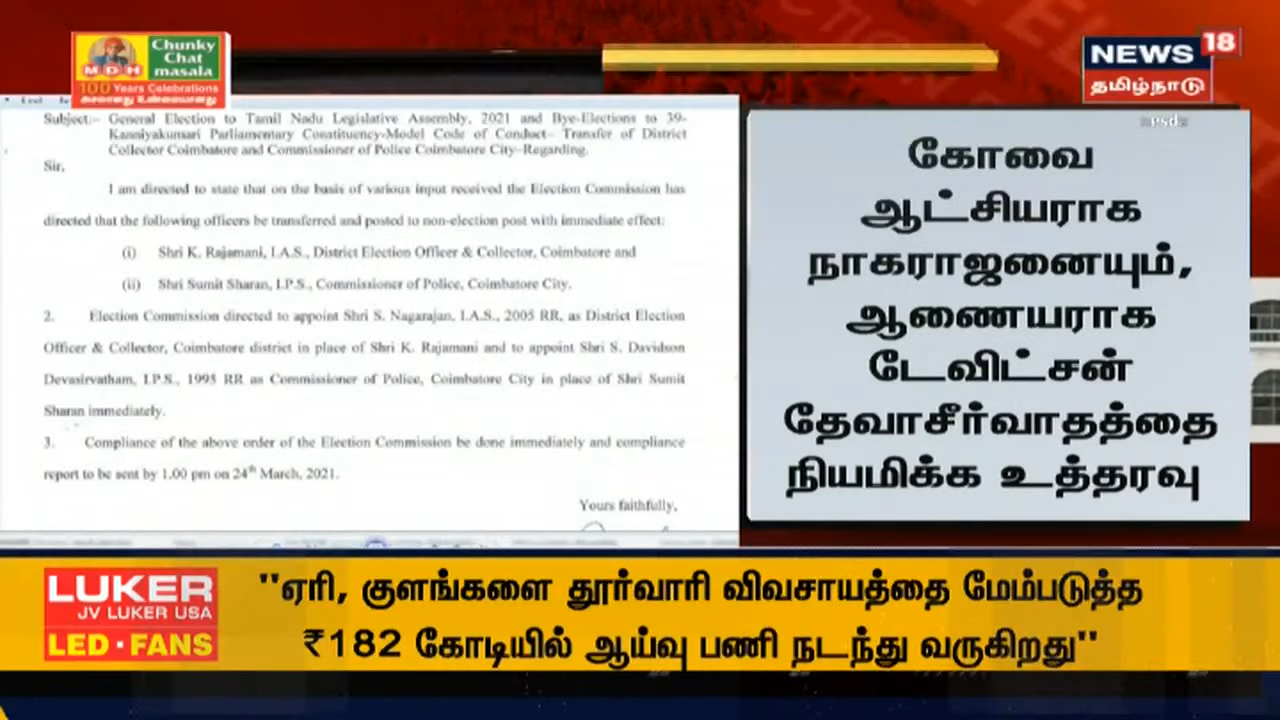 Chunky
Chat
masala
MDH
100 Years Celebrations
அசலானது உண்மையானது
NEWS 18
தமிழ்நாடு
Subject:- General Election to Tamil Nadu Legislative Assembly, 2021 and Bye-Elections to 39-
Kanniyakumari Parliamentary Constituency-Model Code of Conduct- Transfer of District
Collector Coimbatore and Commissioner of Police Coimbatore City-Regarding.
Sir,
I am directed to state that on the basis of various input received the Election Commission has
directed that the following officers be transferred and posted to non-election post with immediate effect:
(i) Shri K. Rajamani, I.A.S., District Election Officer & Collector, Coimbatore and
(ii) Shri Sumit Sharan, I.P.S., Commissioner of Police, Coimbatore City.
2. Election Commission directed to appoint Shri S. Nagarajan, I.A.S., 2005 RR, as District Election
Officer & Collector, Coimbatore district in place of Shri K. Rajamani and to appoint Shri S. Davidson
Devasirvatham, I.P.S., 1995 RR as Commissioner of Police, Coimbatore City in place of Shri Sumit
Sharan immediately.
3. Compliance of the above order of the Election Commission be done immediately and compliance
report to be sent by 1.00 pm on 24th March, 2021.
Yours faithfully,
கோவை
ஆட்சியராக
நாகராஜனையும்,
ஆணையராக
டேவிட்சன்
தேவாசீர்வாதத்தை
நியமிக்க உத்தரவு
LUKER
JV LUKER USA
LED · FANS
"ஏரி, குளங்களை தூர்வாரி விவசாயத்தை மேம்படுத்த
₹182 கோடியில் ஆய்வு பணி நடந்து வருகிறது"